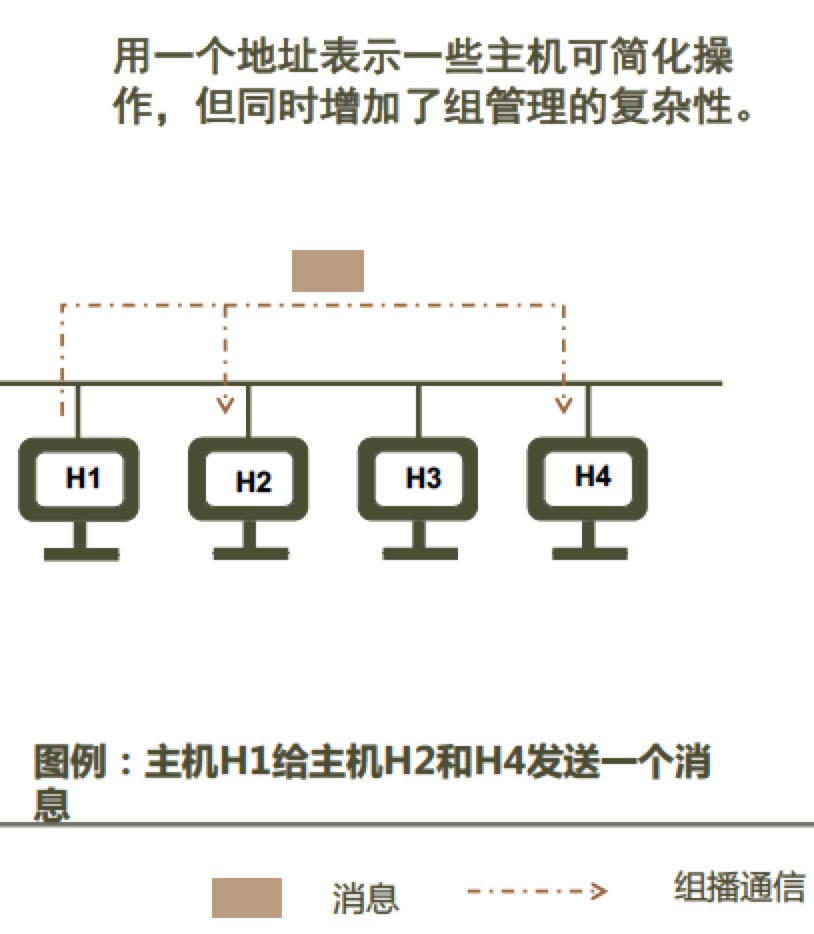 用一个地址表示一些主机可简化操
作，但同时增加了组管理的复杂性。
H1
H2
H3
H4
图例：主机H1给主机H2和H4发送一个消
息
消息
组播通信